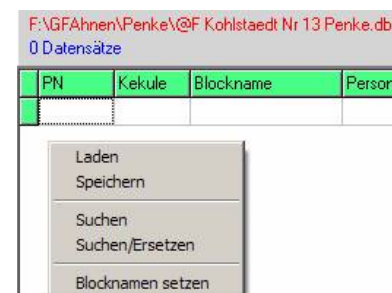 F:\GFAhnen\Penke\@F Kohlstaedt Nr 13 Penke.db
0 Datensätze
PN Kekule Blockname Person
Laden
Speichern
Suchen
Suchen/Ersetzen
Blocknamen setzen